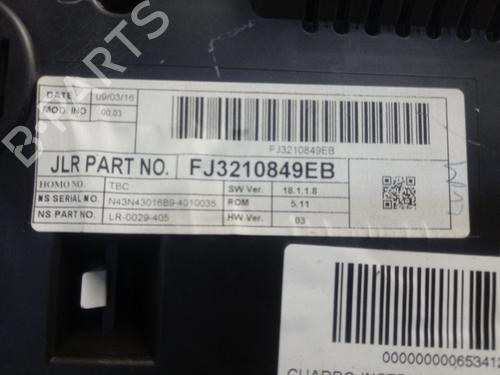 DATE 09/03/16
MOD. IND 00.03
FJ3210849EB
JLR PART NO. FJ3210849EB
HOMO NO. TBC SW Ver. 18.1.1.8
NS SERIAL NO. N43N43016B9-4010035 ROM 5.11
NS PART NO. LR-0029-405 HW Ver. 03
B-PARTS